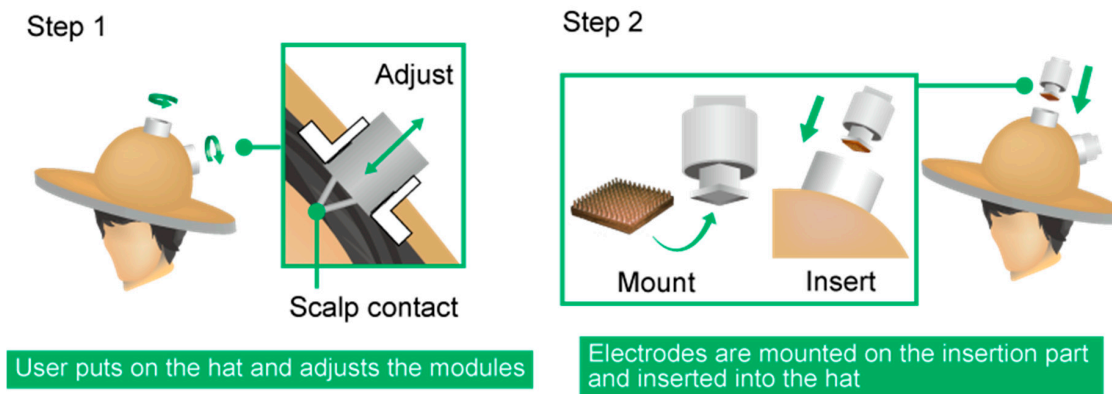 Step 1
Adjust
Scalp contact
User puts on the hat and adjusts the modules
Step 2
Mount
Insert
Electrodes are mounted on the insertion part
and inserted into the hat